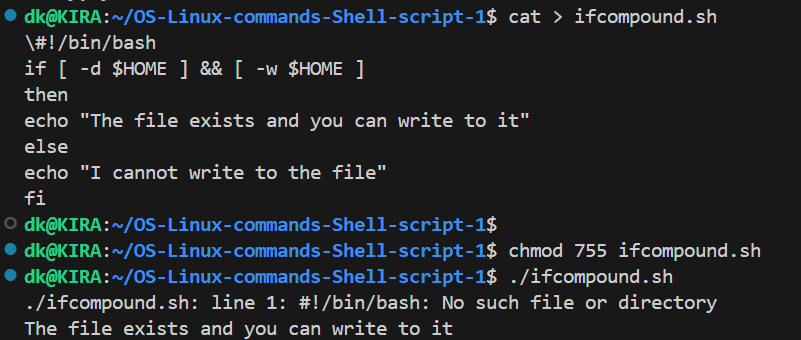 dk@KIRA:~/OS-Linux-commands-Shell-script-1$ cat > ifcompound.sh
\#!/bin/bash
if [ -d $HOME ] && [ -w $HOME ]
then
echo "The file exists and you can write to it"
else
echo "I cannot write to the file"
fi
dk@KIRA:~/OS-Linux-commands-Shell-script-1$
dk@KIRA:~/OS-Linux-commands-Shell-script-1$ chmod 755 ifcompound.sh
dk@KIRA:~/OS-Linux-commands-Shell-script-1$ ./ifcompound.sh
./ifcompound.sh: line 1: #!/bin/bash: No such file or directory
The file exists and you can write to it